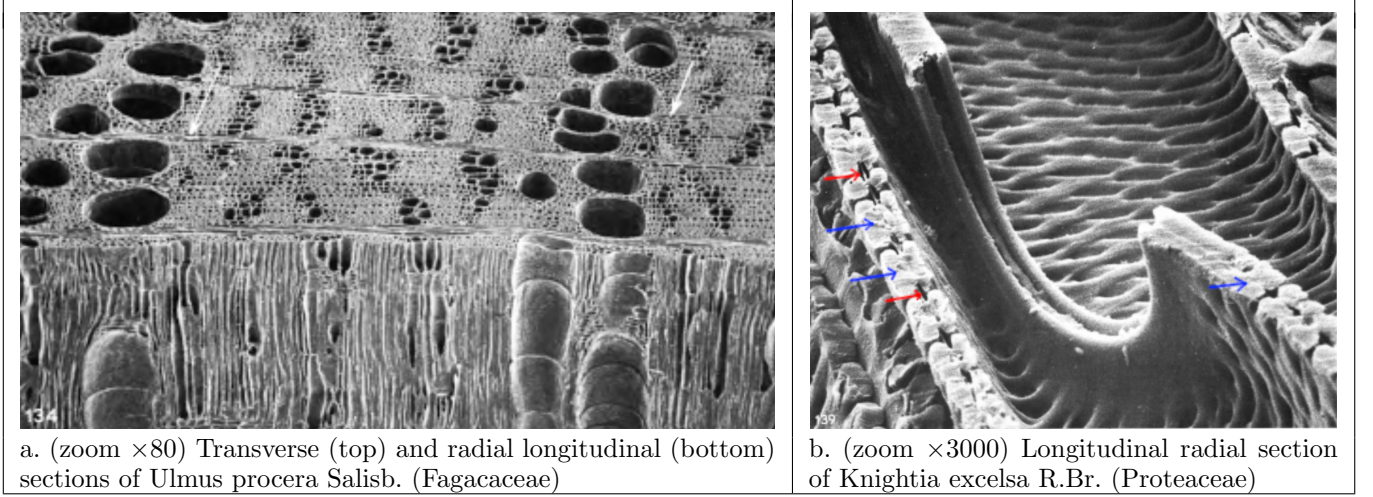 134
139
a. (zoom ×80) Transverse (top) and radial longitudinal (bottom)
sections of Ulmus procera Salisb. (Fagacaceae)
b. (zoom ×3000) Longitudinal radial section
of Knightia excelsa R.Br. (Proteaceae)